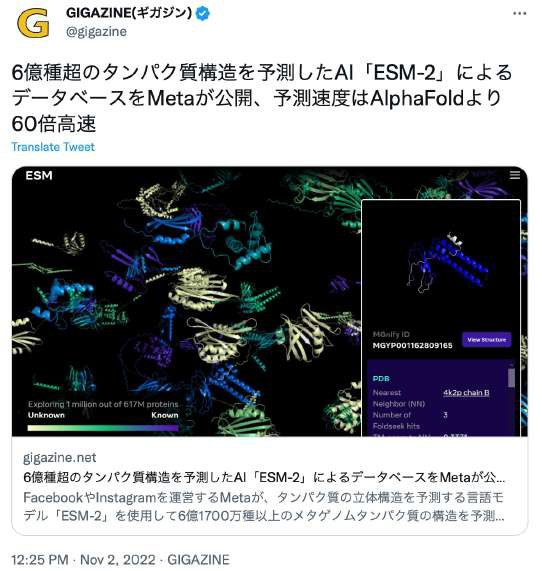 GIGAZINE(ギガジン)
@gigazine
6億種超のタンパク質構造を予測したAI「ESM-2」による
データベースをMetaが公開、予測速度はAlphaFoldより
60倍高速
Translate Tweet
ESM
MGnify ID
MGYP001162809165
View Structure
PDB
Nearest
Neighbor (NN)
4k2p chain B
Number of
Foldseek hits
3
Exploring 1 million out of 617M proteins
Unknown
Known
gigazine.net
6億種超のタンパク質構造を予測したAI「ESM-2」によるデータベースをMetaが公...
FacebookやInstagramを運営するMetaが、タンパク質の立体構造を予測する言語モ
デル「ESM-2」を使用して6億1700万種以上のメタゲノムタンパク質の構造を予測...
12:25 PM · Nov 2, 2022 · GIGAZINE